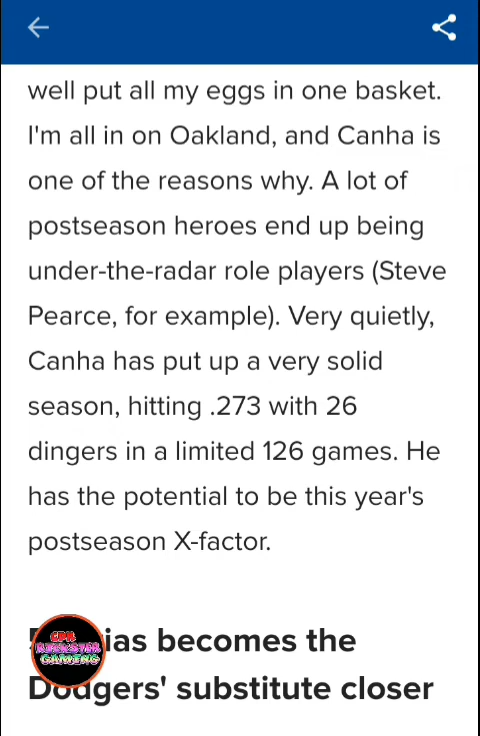 well put all my eggs in one basket.
I'm all in on Oakland, and Canha is
one of the reasons why. A lot of
postseason heroes end up being
under-the-radar role players (Steve
Pearce, for example). Very quietly,
Canha has put up a very solid
season, hitting .273 with 26
dingers in a limited 126 games. He
has the potential to be this year's
postseason X-factor.
becomes the
GAMING
Dodgers' substitute closer